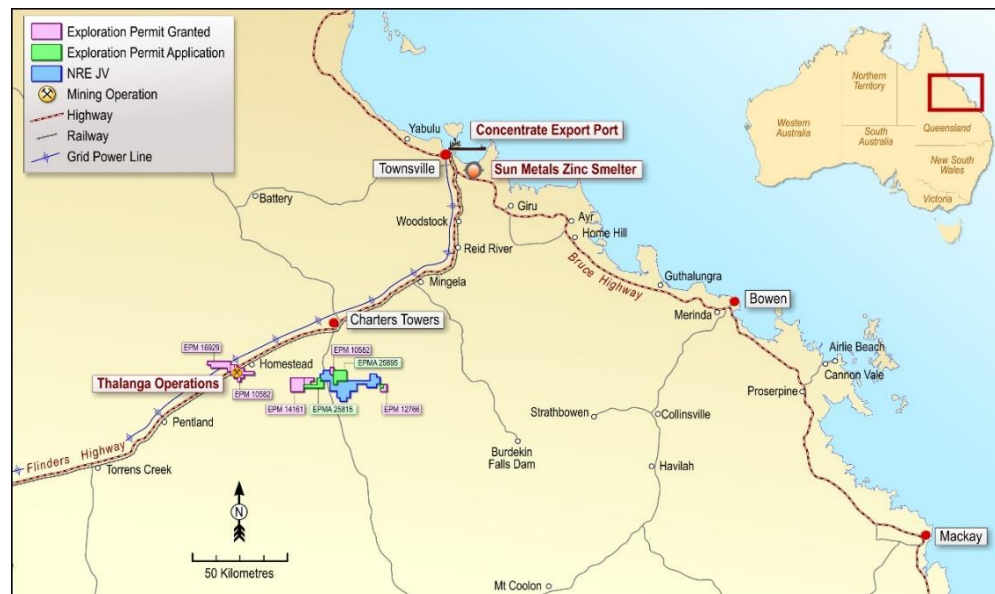 Exploration Permit Granted
Exploration Permit Application
NRE JV
Mining Operation
Highway
Railway
Grid Power Line
Northern
Territory
Western
Australia
South
Australia
Queensland
New South
Wales
Victoria
Yabulu
Concentrate Export Port
Townsville
Sun Metals Zinc Smelter
Battery
Giru
Woodstock
Ayr
Home Hill
Reid River
Bruce Highway
Mingela
Guthalungra
Bowen
Merinda
Charters Towers
EPM 16929
Homestead
EPM 10582
EPMA 25895
Thalanga Operations
EPM 10582
EPM 14161
EPMA 25815
EPM 12766
Airlie Beach
Cannon Vale
Proserpine
Strathbowen
Collinsville
Pentland
Burdekin
Falls Dam
Flinders Highway
Torrens Creek
Havilah
N
50 Kilometres
Mackay
Mt Coolon